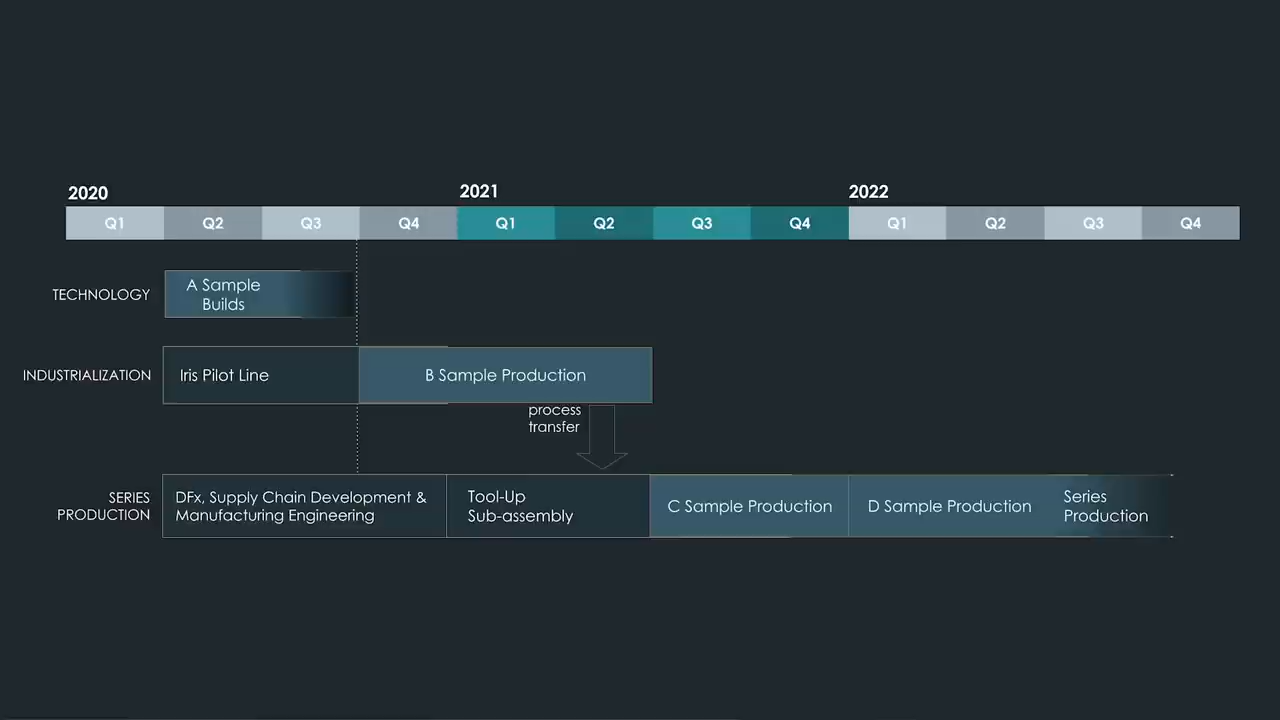 2020
2021
2022
Q1 Q2 Q3 Q4 Q1 Q2 Q3 Q4 Q1 Q2 Q3 Q4
TECHNOLOGY
A Sample
Builds
INDUSTRIALIZATION
Iris Pilot Line
B Sample Production
process
transfer
SERIES
PRODUCTION
DFx, Supply Chain Development &
Manufacturing Engineering
Tool-Up
Sub-assembly
C Sample Production
D Sample Production
Series
Production